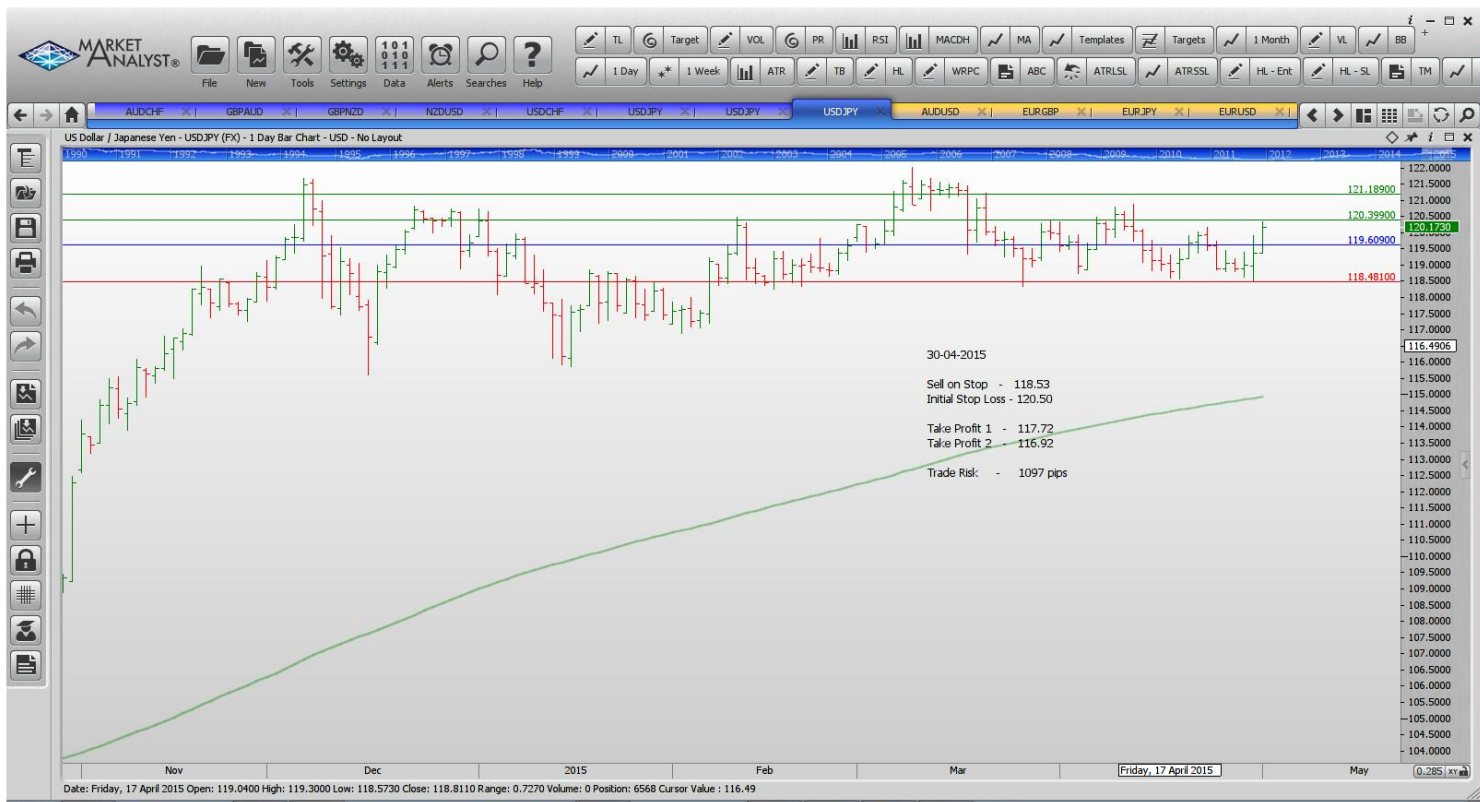 i
MARKET
ANALYST®
File New Tools Settings Data Alerts Searches Help
101
010
111
TL Target VOL PR RSI MACDH MA Templates Targets 1 Month VL BB
1 Day 1 Week ATR TB HL WRPC ABC ATRLSL ATRSSL HL - Ent HL - SL TM
AUDCHF GBPAUD GBPNZD NZDUSD USDCHF USDJPY USDJPY USDJPY AUDUSD EURGBP EURJPY EURUSD
US Dollar / Japanese Yen - USDJPY (FX) - 1 Day Bar Chart - USD - No Layout
1990 1991 1992 1993 1994 1995 1996 1997 1998 1999 2000 2001 2002 2003 2004 2005 2006 2007 2008 2009 2010 2011 2012 2013 2014 2015
122.0000
121.5000
121.18900
121.0000
120.5000
120.39900
120.1730
119.60900
119.5000
119.0000
118.5000
118.48100
118.0000
117.5000
117.0000
116.4906
116.0000
115.5000
115.0000
114.5000
114.0000
113.5000
113.0000
112.5000
112.0000
111.5000
111.0000
110.5000
110.0000
109.5000
109.0000
108.5000
108.0000
107.5000
107.0000
106.5000
106.0000
105.5000
105.0000
104.5000
104.0000
30-04-2015
Sell on Stop - 118.53
Initial Stop Loss - 120.50
Take Profit 1 - 117.72
Take Profit 2 - 116.92
Trade Risk - 1097 pips
Nov Dec 2015 Feb Mar Friday, 17 April 2015 May 0.285 XY
Date: Friday, 17 April 2015 Open: 119.0400 High: 119.3000 Low: 118.5730 Close: 118.8110 Range: 0.7270 Volume: 0 Position: 6568 Cursor Value : 116.49